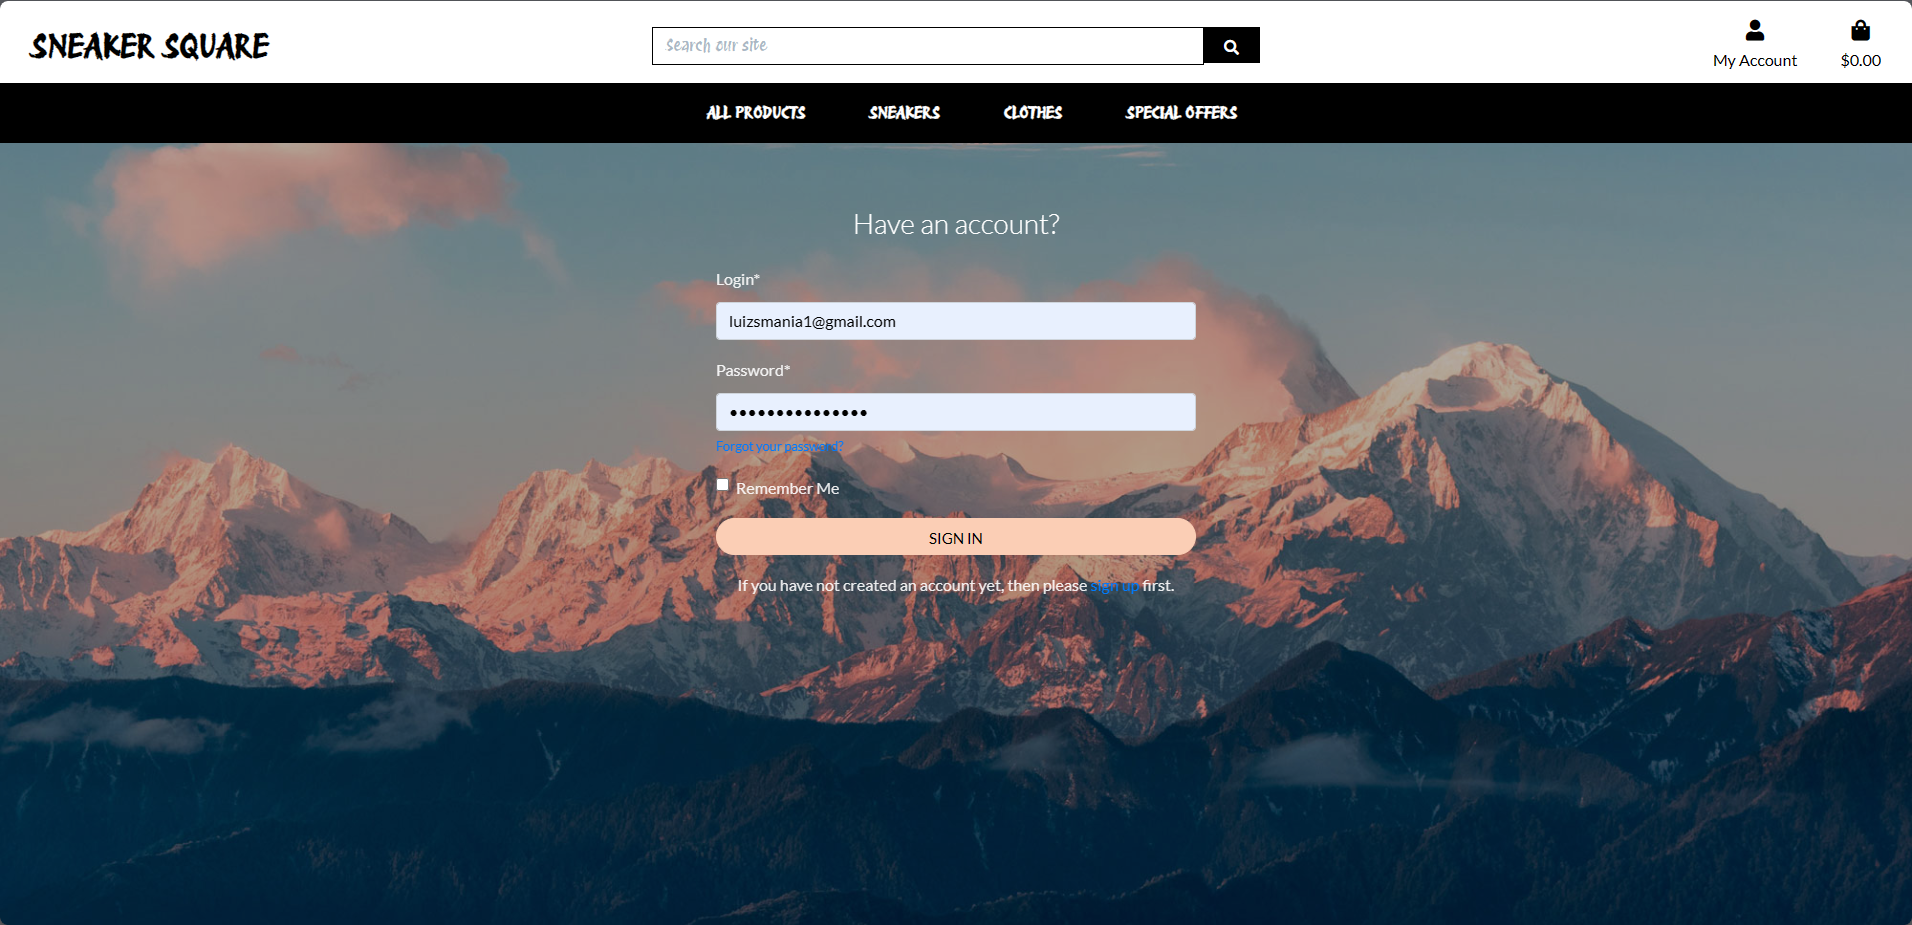 SNEAKER SQUARE
Search our site
My Account
$0.00
ALL PRODUCTS
SNEAKERS
CLOTHES
SPECIAL OFFERS
Have an account?
Login*
luizsmania1@gmail.com
Password*
•••••••••••••••
Forgot your password?
Remember Me
SIGN IN
If you have not created an account yet, then please sign up first.